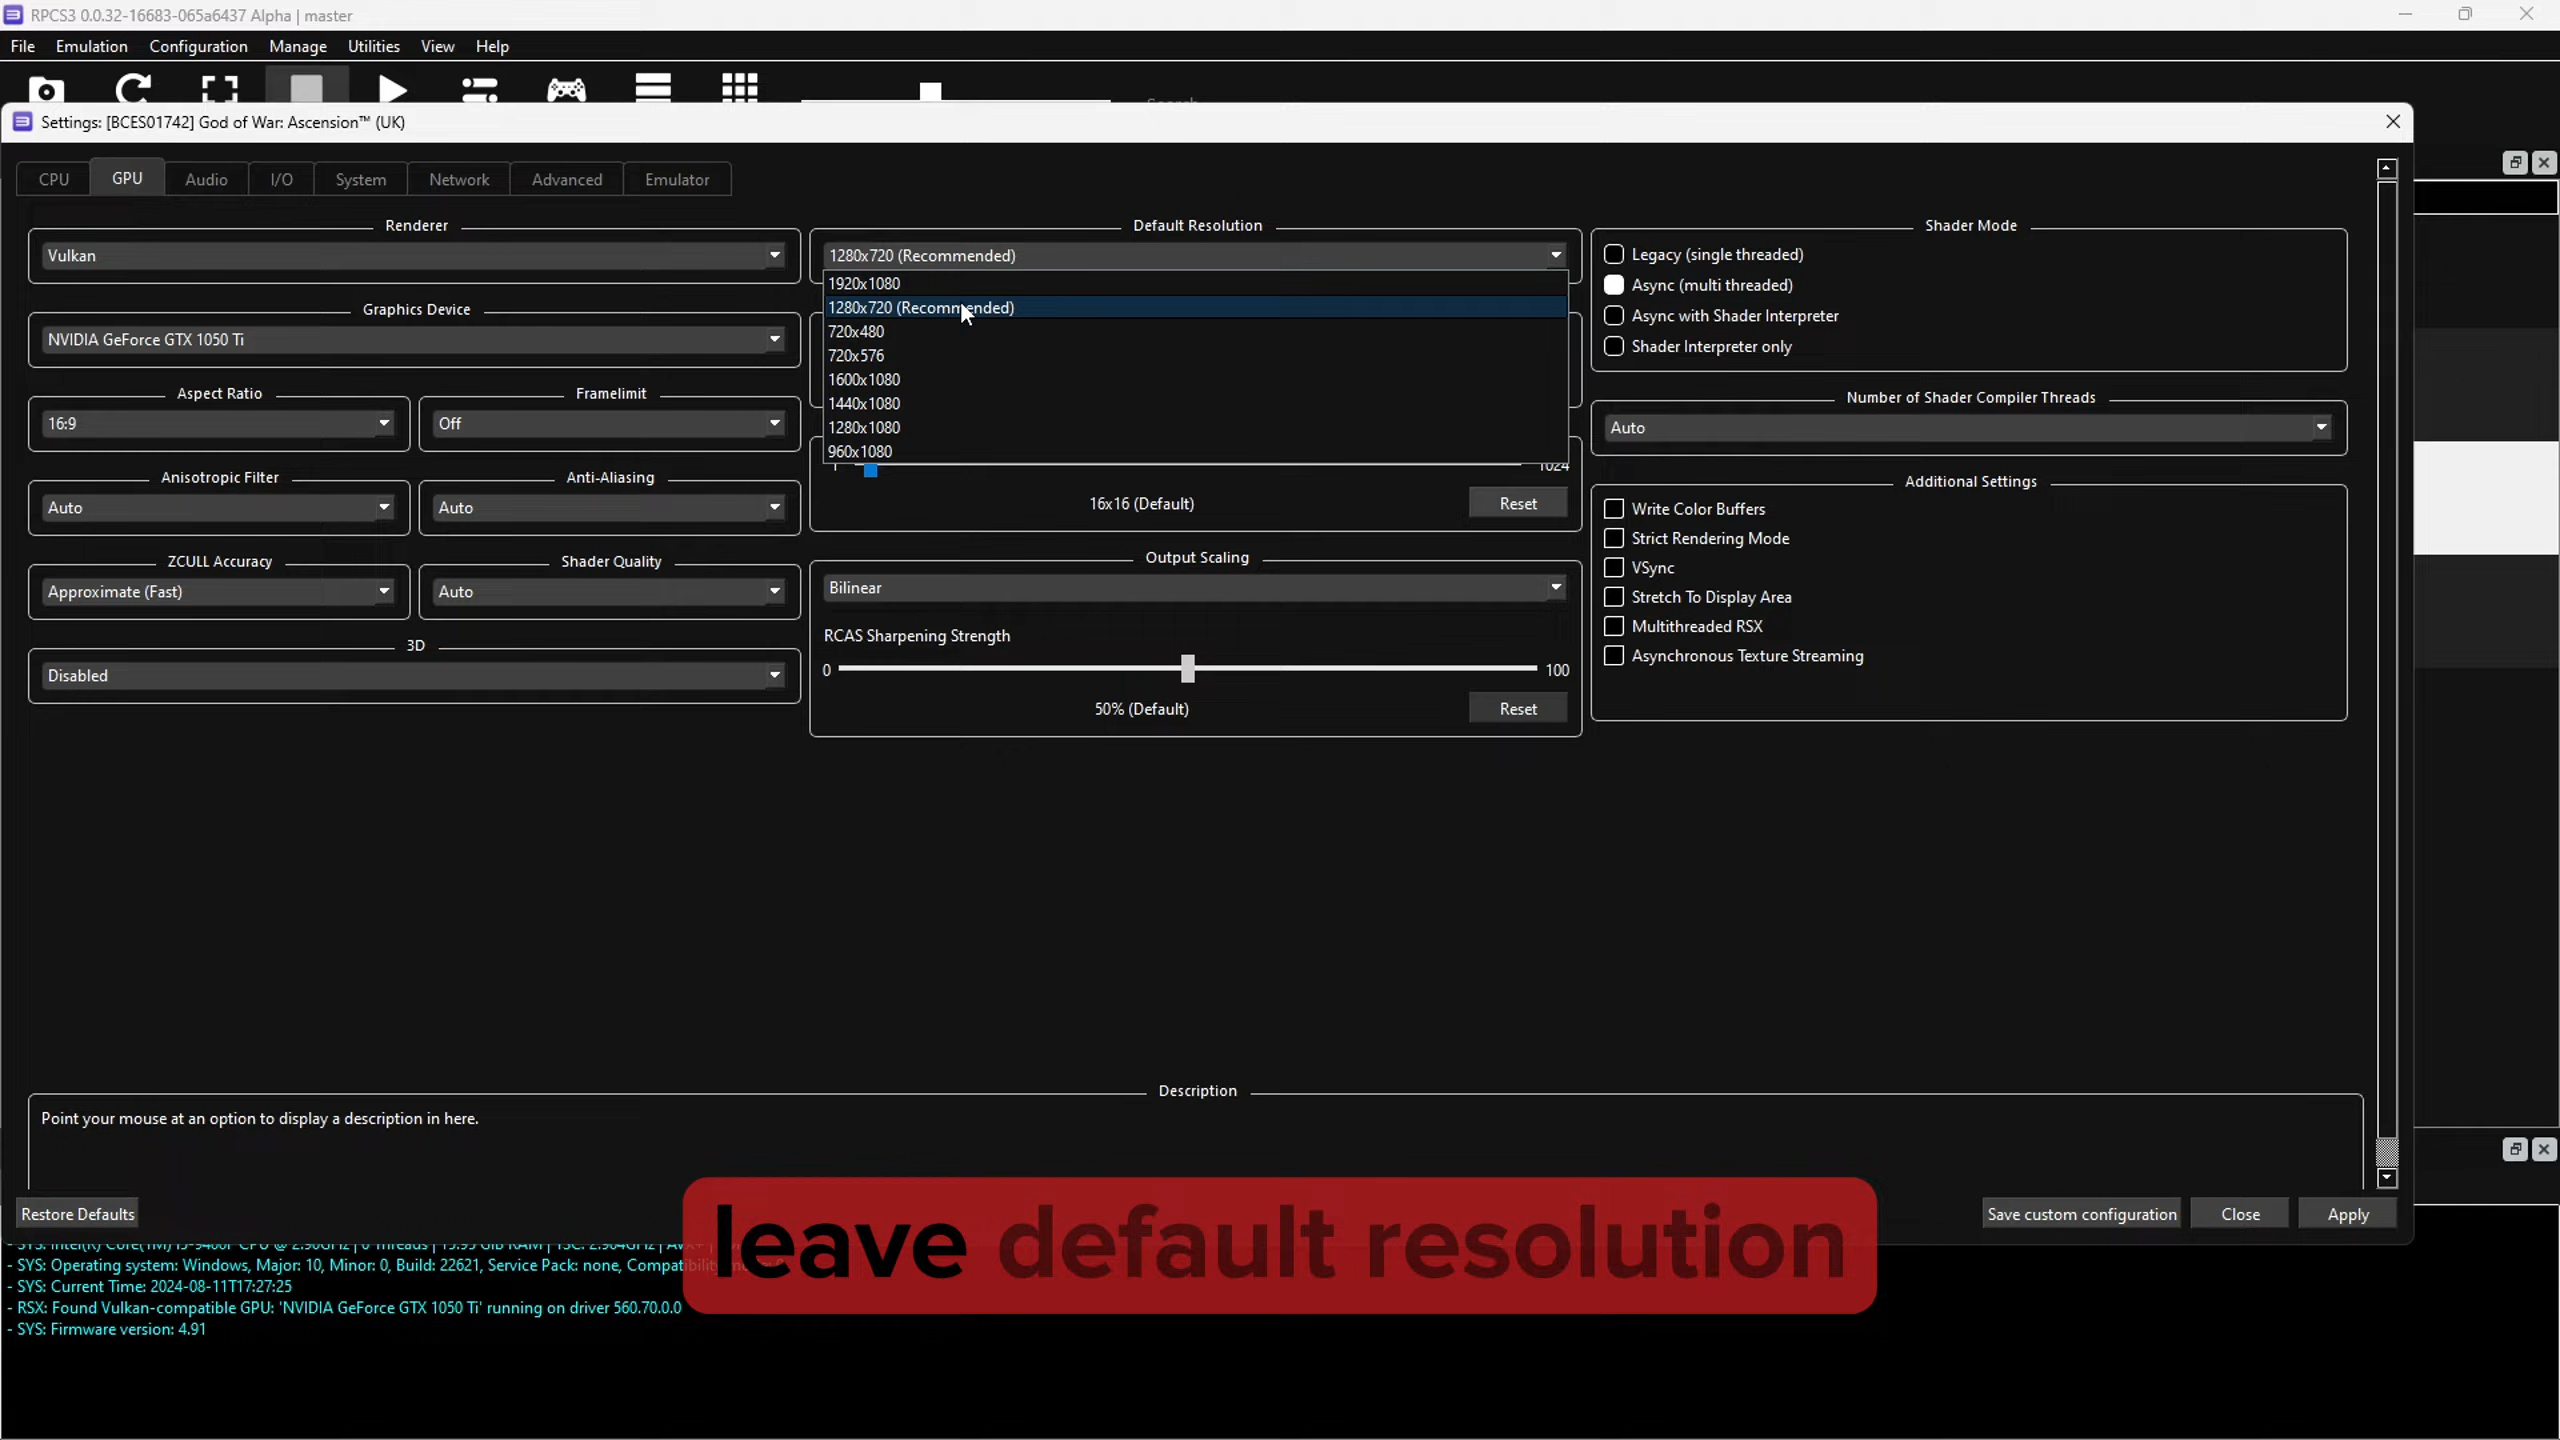 RPCS3 0.0.32-16683-065a6437 Alpha | master
File Emulation Configuration Manage Utilities View Help
Settings: [BCES01742] God of War: Ascension™ (UK)
CPU GPU Audio I/O System Network Advanced Emulator
Renderer
Vulkan
Graphics Device
NVIDIA GeForce GTX 1050 Ti
Aspect Ratio
16:9
Framelimit
Off
Anisotropic Filter
Auto
Anti-Aliasing
Auto
ZCULL Accuracy
Approximate (Fast)
Shader Quality
Auto
3D
Disabled
Default Resolution
1280x720 (Recommended)
1920x1080
1280x720 (Recommended)
720x480
720x576
1600x1080
1440x1080
1280x1080
960x1080
1024
16x16 (Default) Reset
Output Scaling
Bilinear
RCAS Sharpening Strength
0 100
50% (Default) Reset
Shader Mode
Legacy (single threaded)
Async (multi threaded)
Async with Shader Interpreter
Shader Interpreter only
Number of Shader Compiler Threads
Auto
Additional Settings
Write Color Buffers
Strict Rendering Mode
VSync
Stretch To Display Area
Multithreaded RSX
Asynchronous Texture Streaming
Description
Point your mouse at an option to display a description in here.
Restore Defaults Save custom configuration Close Apply
leave default resolution
- SYS: Operating system: Windows, Major: 10, Minor: 0, Build: 22621, Service Pack: none,
- SYS: Current Time: 2024-08-11T17:27:25
- RSX: Found Vulkan-compatible GPU: 'NVIDIA GeForce GTX 1050 Ti' running on driver 560.70.0.0
- SYS: Firmware version: 4.91